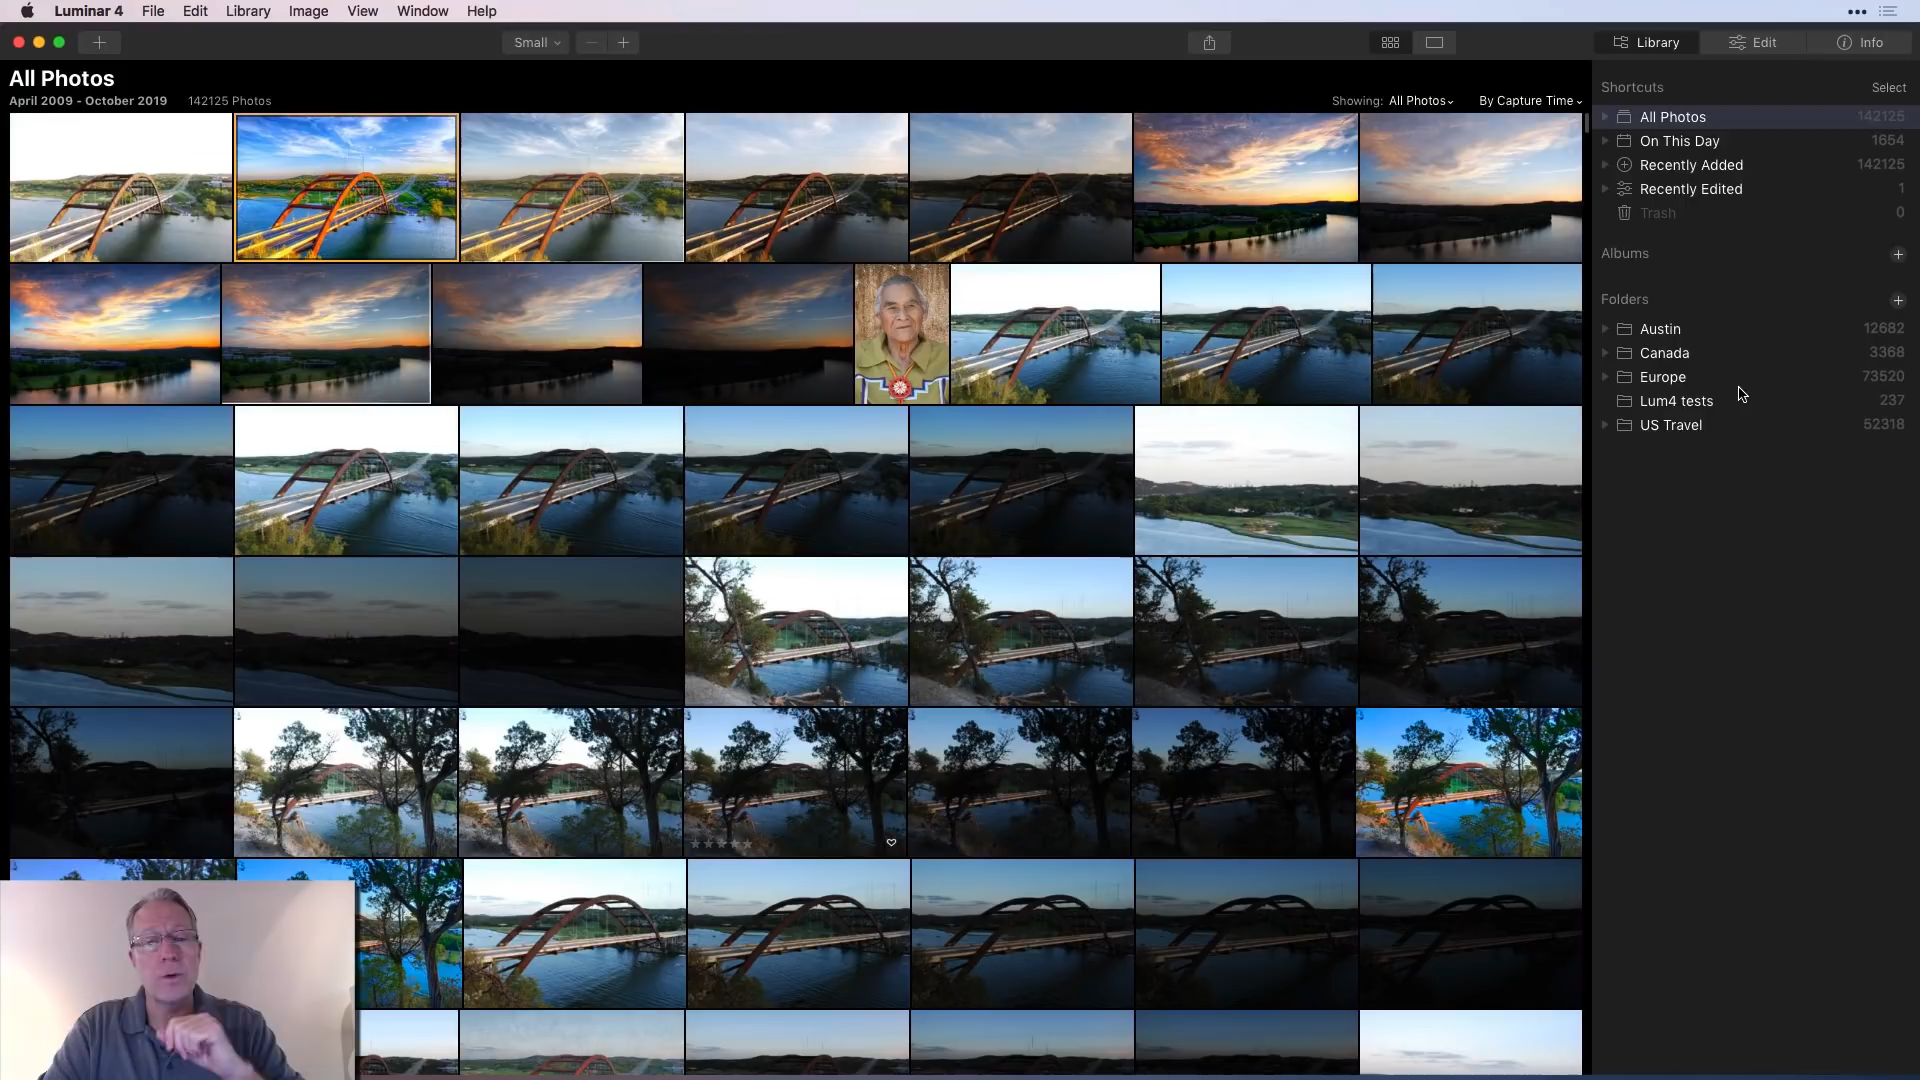 Luminar 4 File Edit Library Image View Window Help
Small
Library Edit Info
All Photos
April 2009 - October 2019 142125 Photos
Showing: All Photos By Capture Time
Shortcuts Select
All Photos 142125
On This Day 1654
Recently Added 142125
Recently Edited 1
Trash 0
Albums
Folders
Austin 12682
Canada 3368
Europe 73520
Lum4 tests 237
US Travel 52318